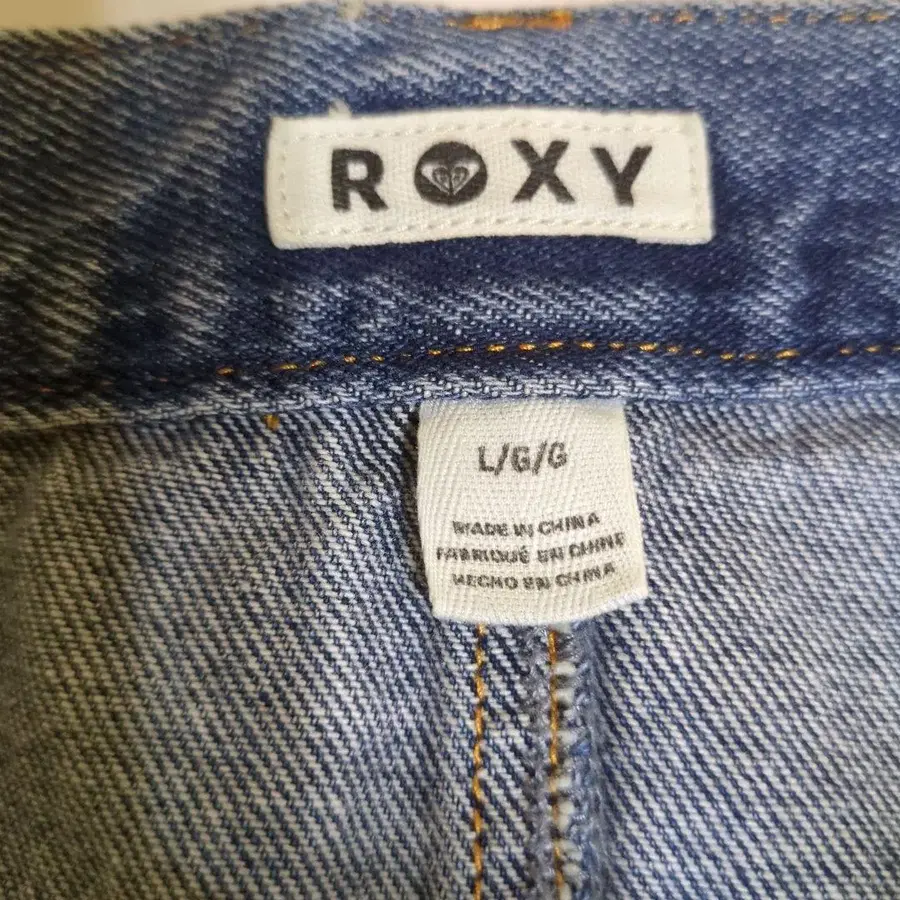 ROXY
L/G/G
MADE IN CHINA
FABRIQUÉ EN CHINE
HECHO EN CHINA